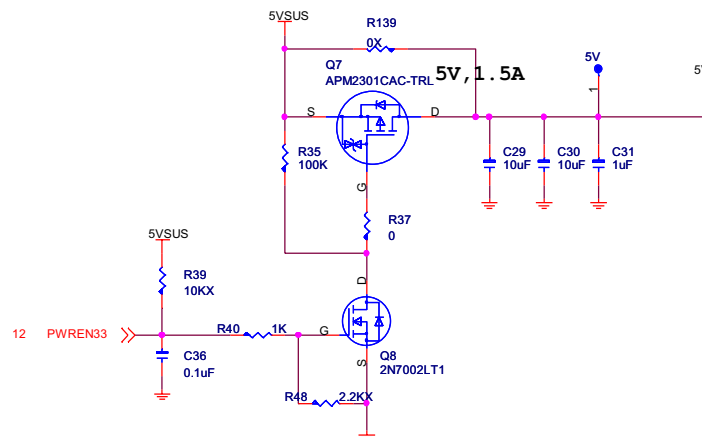 5VSUS
R139
0X
Q7
APM2301CAC-TRL
5V,1.5A
5V
5V
1
S
D
R35
100K
C29
10uF
C30
10uF
C31
1uF
G
R37
0
5VSUS
D
R39
10KX
12 PWREN33
R40 1K
G
C36
0.1uF
Q8
2N7002LT1
S
R48 2.2KX